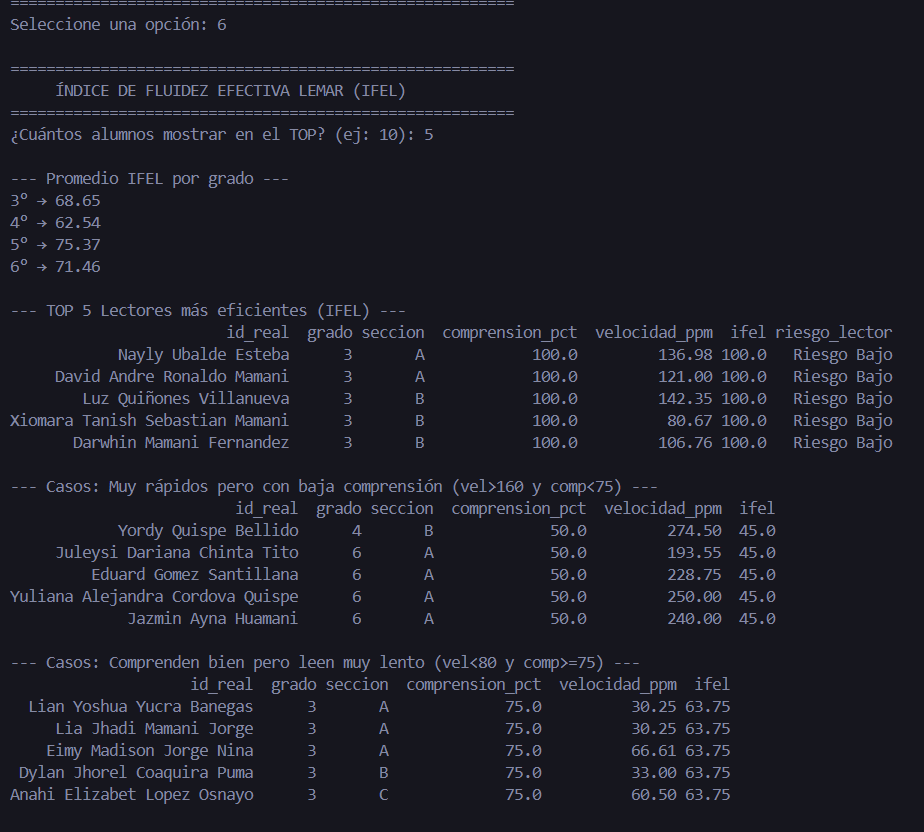 ========================================================
Seleccione una opción: 6
========================================================
ÍNDICE DE FLUIDEZ EFECTIVA LEMAR (IFEL)
========================================================
¿Cuántos alumnos mostrar en el TOP? (ej: 10): 5
--- Promedio IFEL por grado ---
3º → 68.65
4º → 62.54
5º → 75.37
6º → 71.46
--- TOP 5 Lectores más eficientes (IFEL) ---
id_real grado seccion comprension_pct velocidad_ppm ifel riesgo_lector
Nayly Ubalde Esteba 3 A 100.0 136.98 100.0 Riesgo Bajo
David Andre Ronaldo Mamani 3 A 100.0 121.00 100.0 Riesgo Bajo
Luz Quiñones Villanueva 3 B 100.0 142.35 100.0 Riesgo Bajo
Xiomara Tanish Sebastian Mamani 3 B 100.0 80.67 100.0 Riesgo Bajo
Darwhin Mamani Fernandez 3 B 100.0 106.76 100.0 Riesgo Bajo
--- Casos: Muy rápidos pero con baja comprensión (vel>160 y comp<75) ---
id_real grado seccion comprension_pct velocidad_ppm ifel
Yordy Quispe Bellido 4 B 50.0 274.50 45.0
Juleysi Dariana Chinta Tito 6 A 50.0 193.55 45.0
Eduard Gomez Santillana 6 A 50.0 228.75 45.0
Yuliana Alejandra Cordova Quispe 6 A 50.0 250.00 45.0
Jazmin Ayna Huamani 6 A 50.0 240.00 45.0
--- Casos: Comprenden bien pero leen muy lento (vel<80 y comp>=75) ---
id_real grado seccion comprension_pct velocidad_ppm ifel
Lian Yoshua Yucra Banegas 3 A 75.0 30.25 63.75
Lia Jhadi Mamani Jorge 3 A 75.0 30.25 63.75
Eimy Madison Jorge Nina 3 A 75.0 66.61 63.75
Dylan Jhorel Coaquira Puma 3 B 75.0 33.00 63.75
Anahi Elizabet Lopez Osnayo 3 C 75.0 60.50 63.75